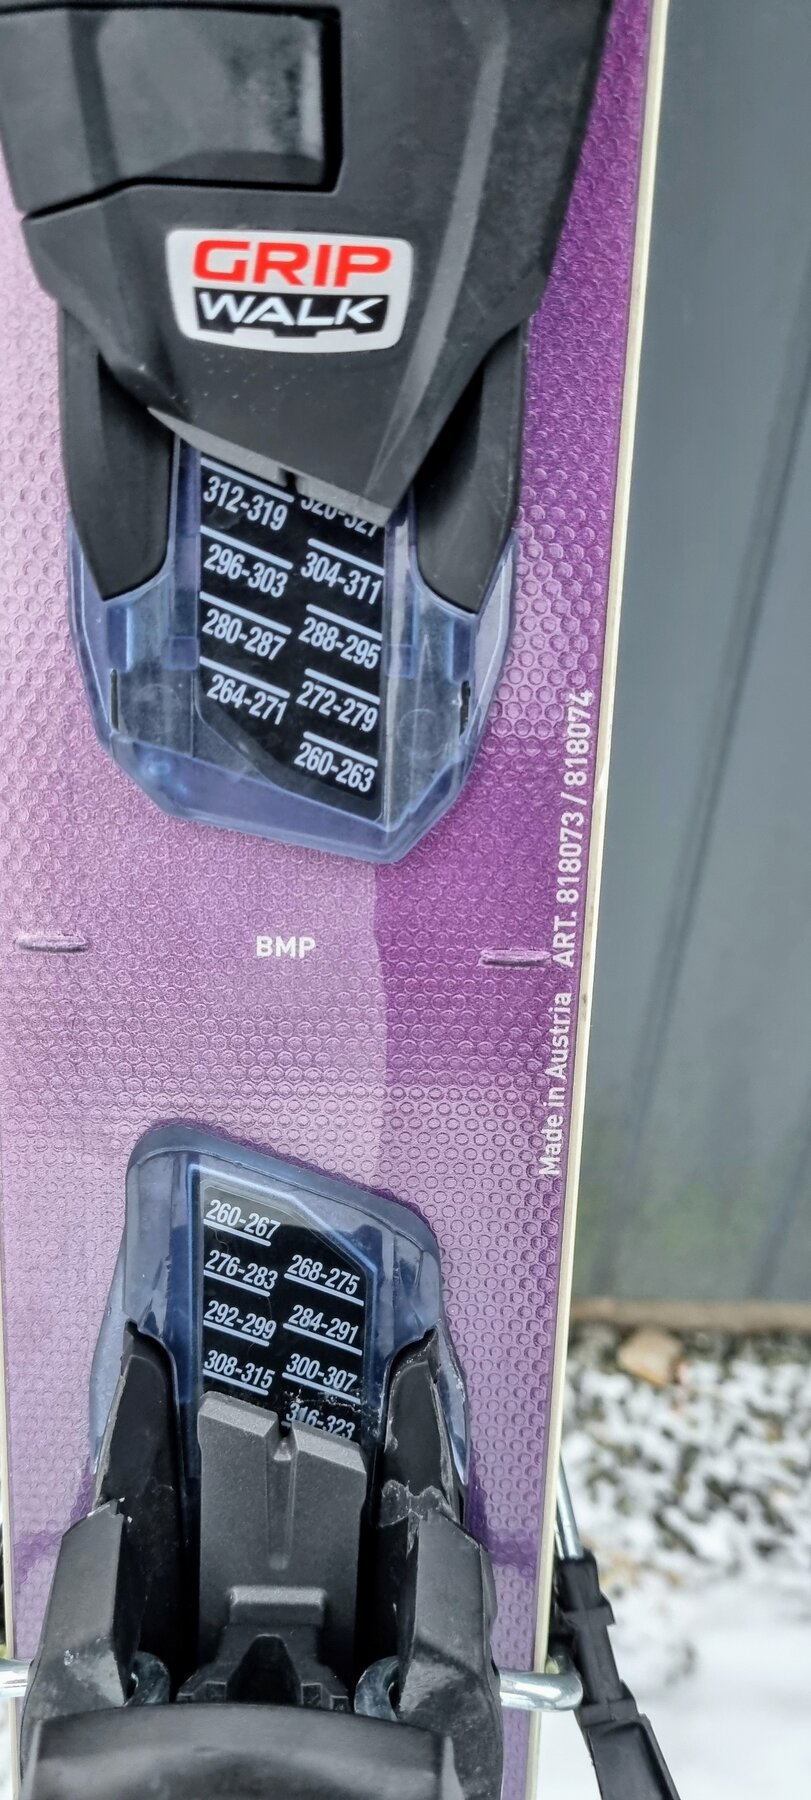 GRIP
WALK
312-319 320-327
296-303 304-311
280-287 288-295
264-271 272-279
260-263
BMP
Made in Austria ART. 818073 / 818074
260-267
276-283 268-275
292-299 284-291
308-315 300-307
316-323